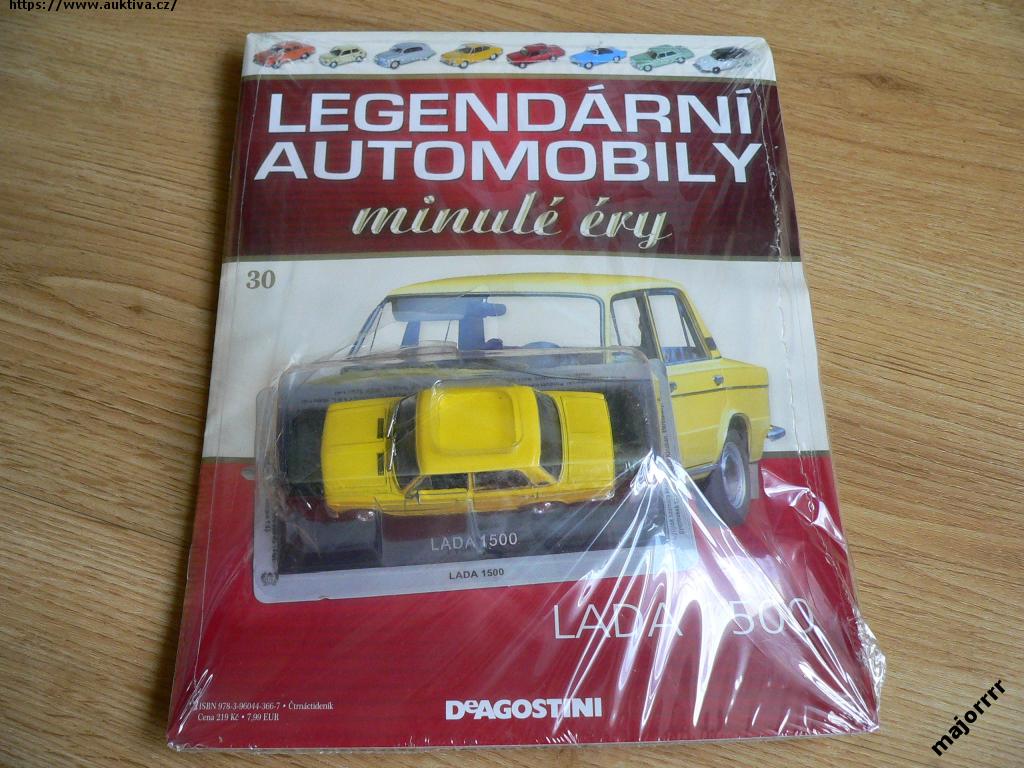 https://www.auktiva.cz/
LEGENDÁRNÍ
AUTOMOBILY
minulé éry
30
LADA 1500
LADA 1500
LADA 1500
ISBN 978-3-96044-366-7 • Čtrnáctideník
Cena 219 Kč • 7,99 EUR
DeAGOSTINI
majorrrr